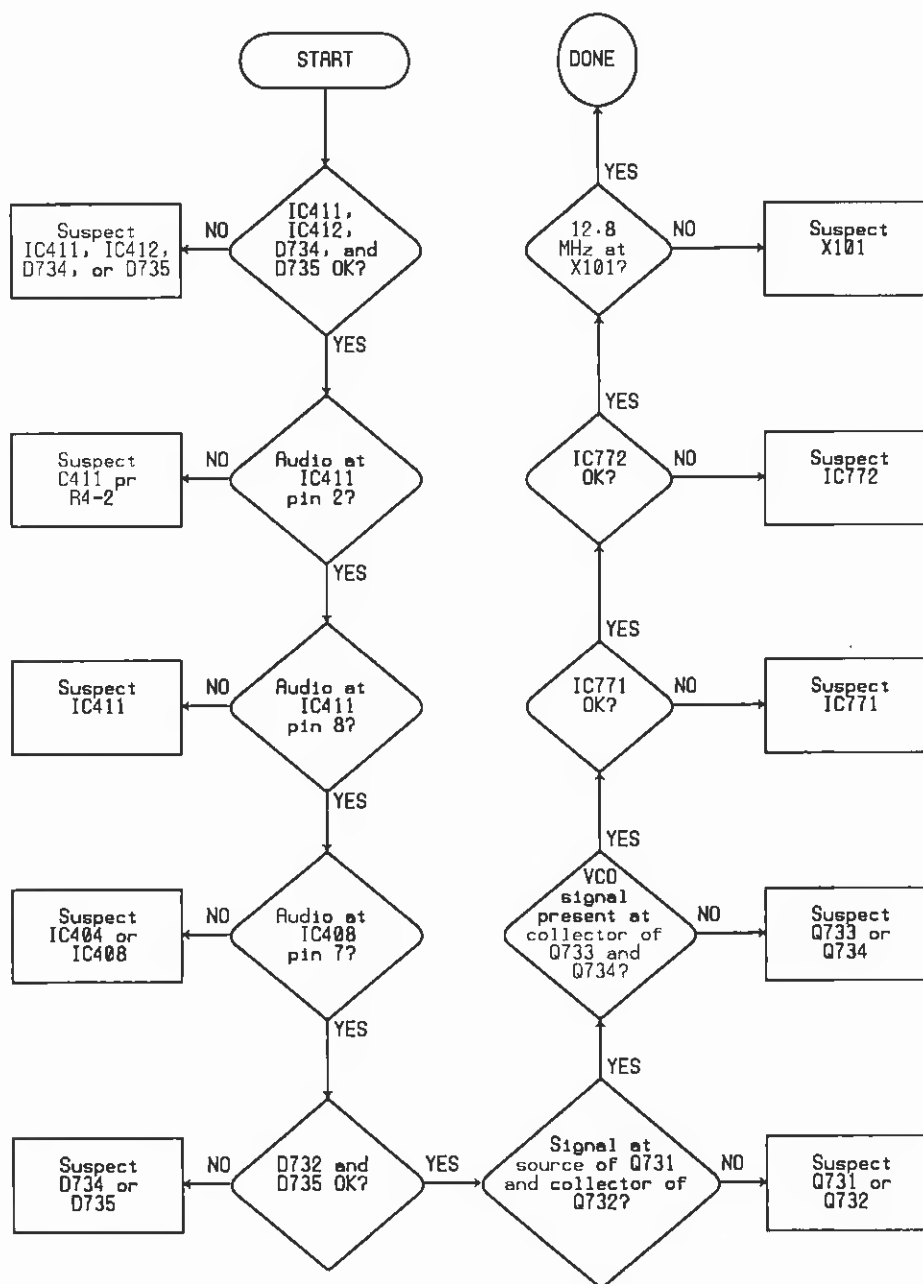 START
IC411,
IC412,
D734, and
D735 OK?
NO
Suspect
IC411, IC412,
D734, or D735
YES
Audio at
IC411
pin 2?
NO
Suspect
C411 pr
R4-2
YES
Audio at
IC411
pin 8?
NO
Suspect
IC411
YES
Audio at
IC408
pin 7?
NO
Suspect
IC404 or
IC408
YES
D732 and
D735 OK?
NO
Suspect
D734 or
D735
YES
Signal at
source of Q731
and collector of
Q732?
NO
Suspect
Q731 or
Q732
YES
VCO
signal
present at
collector of
Q733 and
Q734?
NO
Suspect
Q733 or
Q734
YES
IC771
OK?
NO
Suspect
IC771
YES
IC772
OK?
NO
Suspect
IC772
YES
12.8
MHz at
X101?
NO
Suspect
X101
YES
DONE